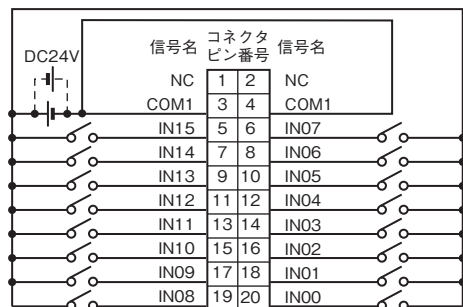 信号名 コネクタピン番号 信号名
DC24V
NC 1 2 NC
COM1 3 4 COM1
IN15 5 6 IN07
IN14 7 8 IN06
IN13 9 10 IN05
IN12 11 12 IN04
IN11 13 14 IN03
IN10 15 16 IN02
IN09 17 18 IN01
IN08 19 20 IN00